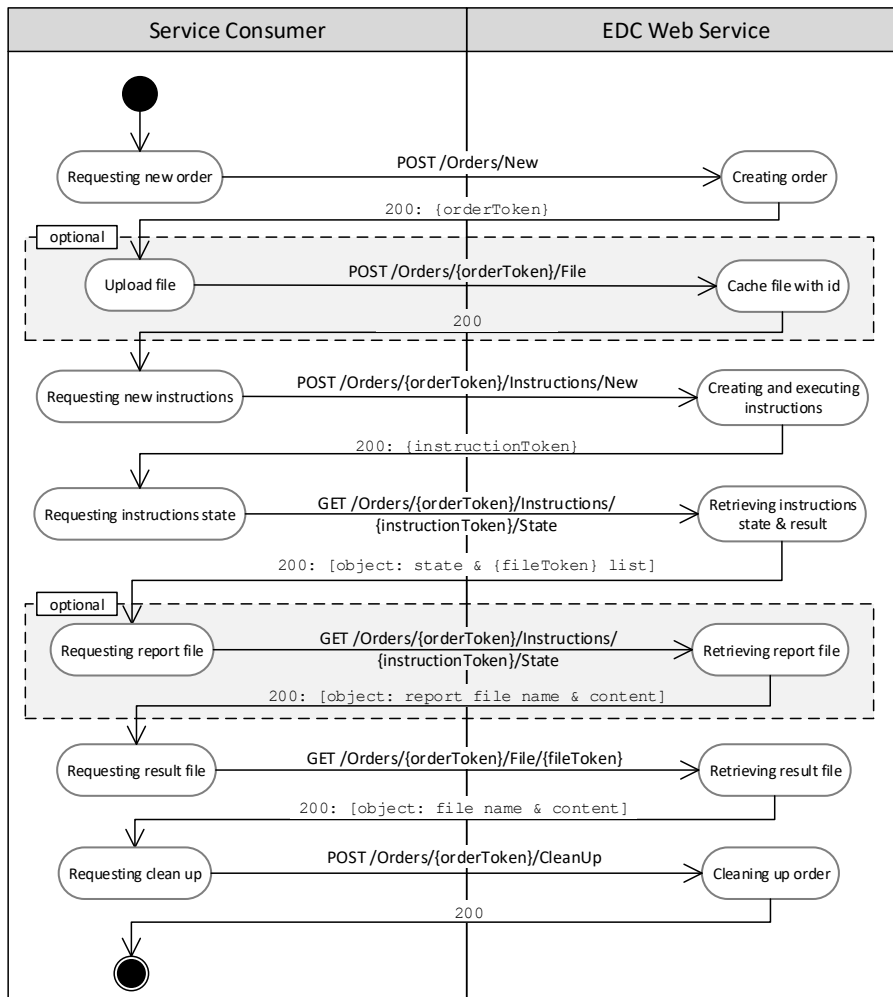 Service Consumer
EDC Web Service
Requesting new order
POST /Orders/New
Creating order
200: {orderToken}
optional
Upload file
POST /Orders/{orderToken}/File
Cache file with id
200
Requesting new instructions
POST /Orders/{orderToken}/Instructions/New
Creating and executing
instructions
200: {instructionToken}
Requesting instructions state
GET /Orders/{orderToken}/Instructions/
{instructionToken}/State
Retrieving instructions
state & result
200: [object: state & {fileToken} list]
optional
Requesting report file
GET /Orders/{orderToken}/Instructions/
{instructionToken}/State
Retrieving report file
200: [object: report file name & content]
Requesting result file
GET /Orders/{orderToken}/File/{fileToken}
Retrieving result file
200: [object: file name & content]
Requesting clean up
POST /Orders/{orderToken}/CleanUp
Cleaning up order
200